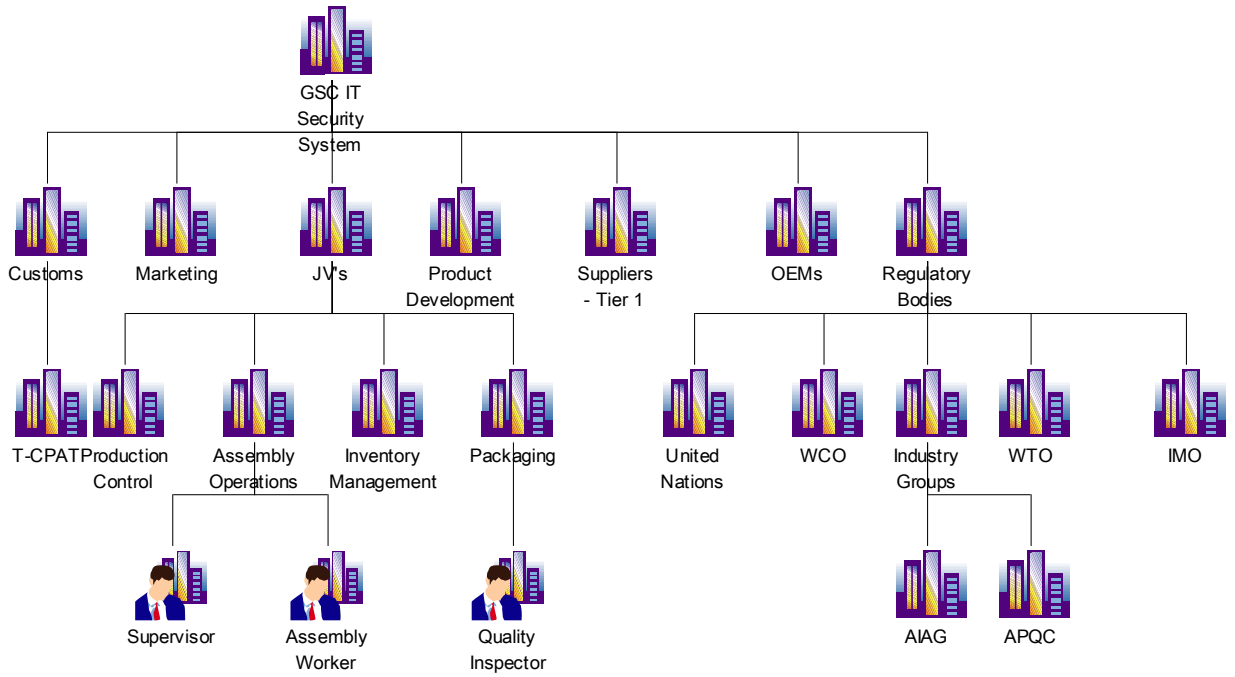 GSC IT
Security
System
Customs
Marketing
JV's
Product
Development
Suppliers
- Tier 1
OEMs
Regulatory
Bodies
T-CPAT
Production
Control
Assembly
Operations
Inventory
Management
Packaging
United
Nations
WCO
Industry
Groups
WTO
IMO
Supervisor
Assembly
Worker
Quality
Inspector
AIAG
APQC